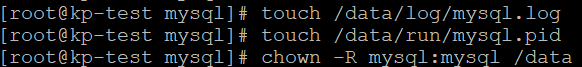 [root@kp-test mysql]# touch /data/log/mysql.log
[root@kp-test mysql]# touch /data/run/mysql.pid
[root@kp-test mysql]# chown -R mysql:mysql /data